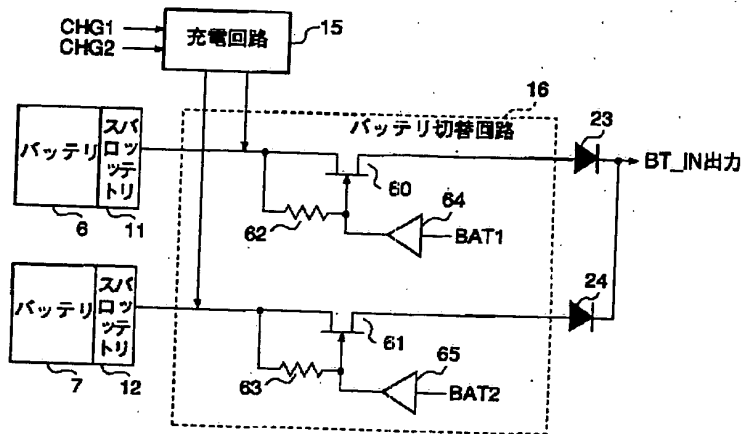 CHG1
CHG2
充電回路
15
16
バッテリ切替回路
23
BT_IN出力
バッテリ
バッテリ
スロット
6
11
60
62
64
BAT1
24
バッテリ
バッテリ
スロット
7
12
61
63
65
BAT2